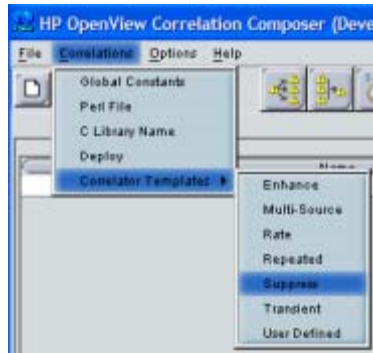 HP OpenView Correlation Composer (Deve
File Correlations Options Help
Global Constants
Perl File
C Library Name
Deploy
Correlator Templates
Name
Enhance
Multi-Source
Rate
Repeated
Suppress
Transient
User Defined